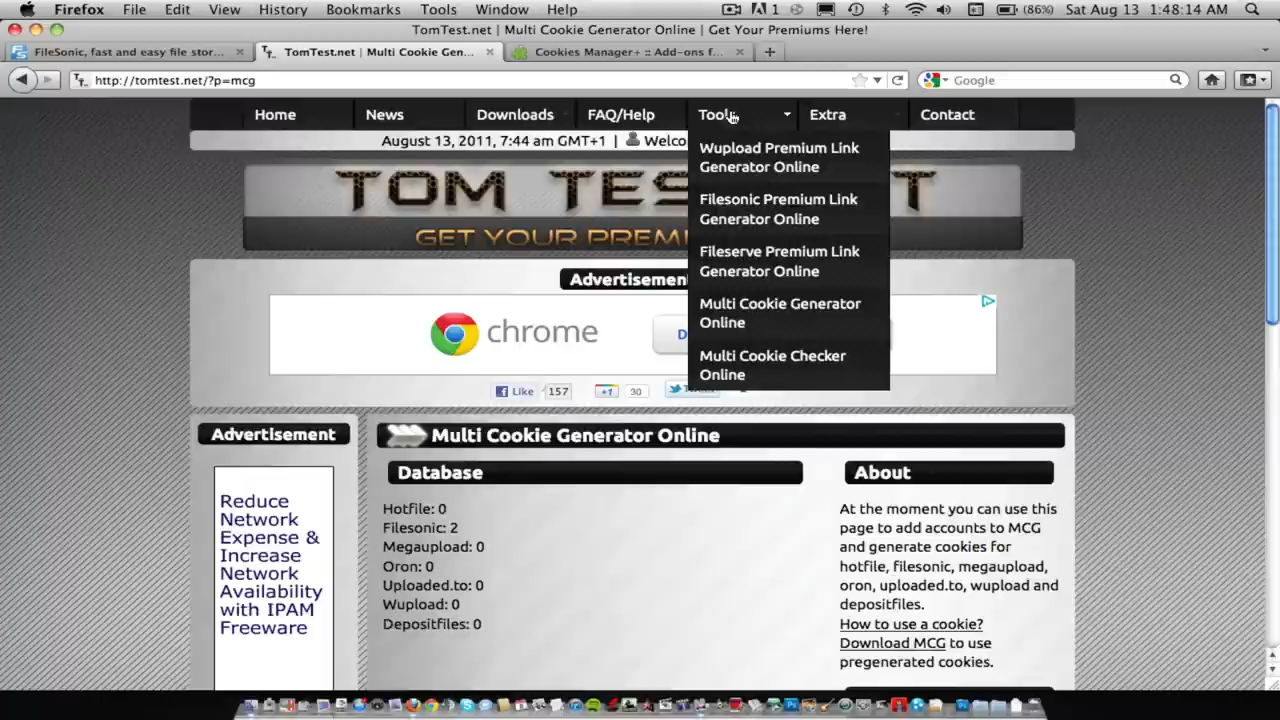 Firefox File Edit View History Bookmarks Tools Window Help 1 (86%) Sat Aug 13 1:48:14 AM
TomTest.net | Multi Cookie Generator Online | Get Your Premiums Here!
FileSonic, fast and easy file stor... TomTest.net | Multi Cookie Gen... Cookies Manager+ :: Add-ons f...
http://tomtest.net/?p=mcg Google
Home News Downloads FAQ/Help Tools Extra Contact
August 13, 2011, 7:44 am GMT+1 | Welco
Wupload Premium Link
Generator Online
Filesonic Premium Link
Generator Online
Fileserve Premium Link
Generator Online
Multi Cookie Generator
Online
Multi Cookie Checker
Online
TOM TES T
GET YOUR PREM
Advertisemen
chrome D
Like 157 +1 30
Advertisement
Reduce
Network
Expense &
Increase
Network
Availability
with IPAM
Freeware
Multi Cookie Generator Online
Database
Hotfile: 0
Filesonic: 2
Megaupload: 0
Oron: 0
Uploaded.to: 0
Wupload: 0
Depositfiles: 0
About
At the moment you can use this
page to add accounts to MCG
and generate cookies for
hotfile, filesonic, megaupload,
oron, uploaded.to, wupload and
depositfiles.
How to use a cookie?
Download MCG to use
pregenerated cookies.